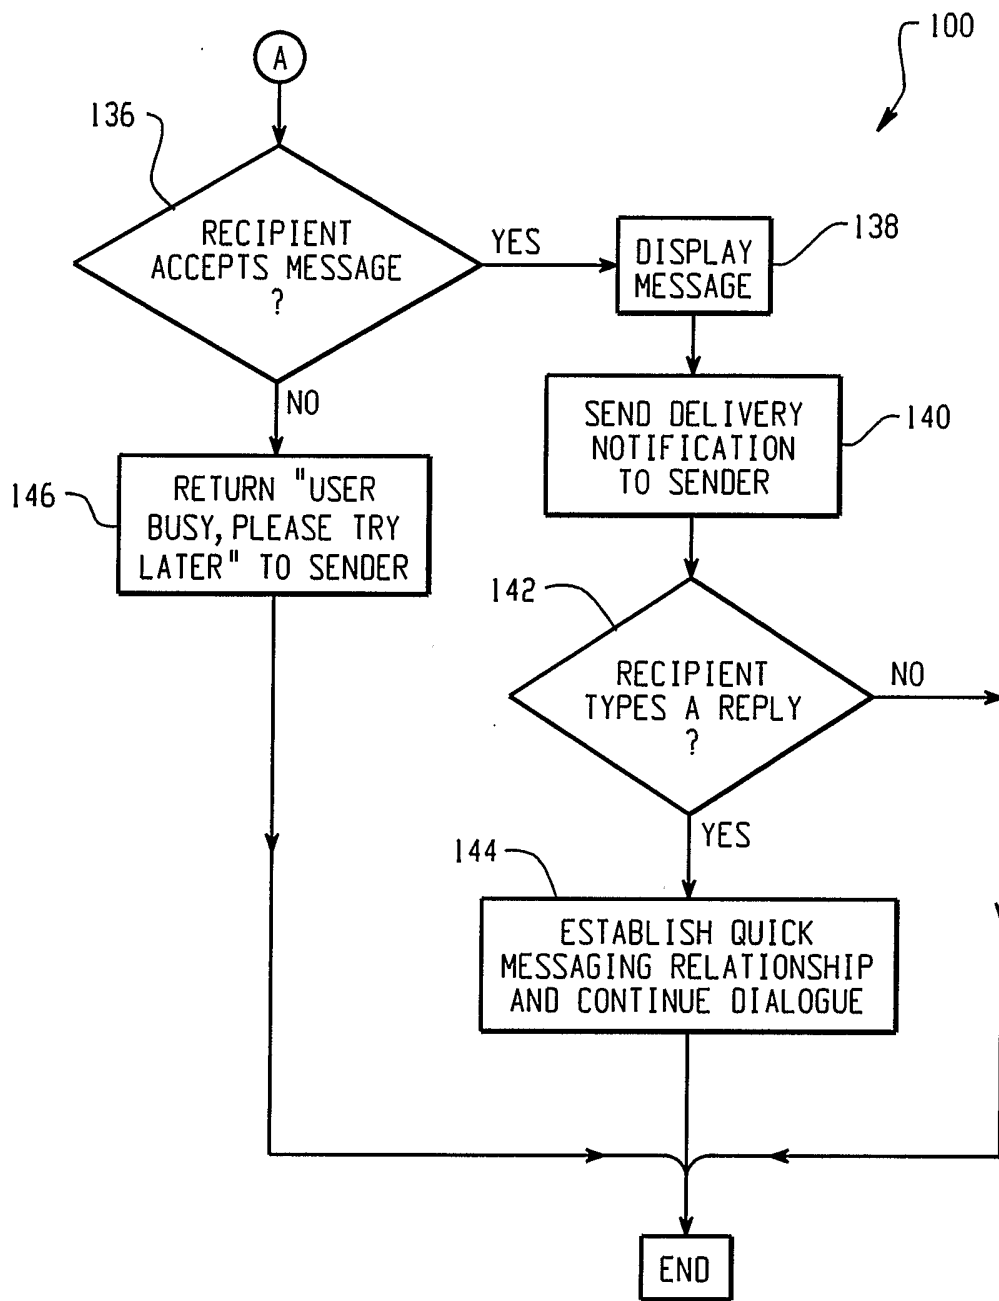 100
A
136
RECIPIENT
ACCEPTS MESSAGE
?
YES
DISPLAY
MESSAGE
138
NO
SEND DELIVERY
NOTIFICATION
TO SENDER
140
146
RETURN "USER
BUSY, PLEASE TRY
LATER" TO SENDER
142
RECIPIENT
TYPES A REPLY
?
NO
YES
144
ESTABLISH QUICK
MESSAGING RELATIONSHIP
AND CONTINUE DIALOGUE
END